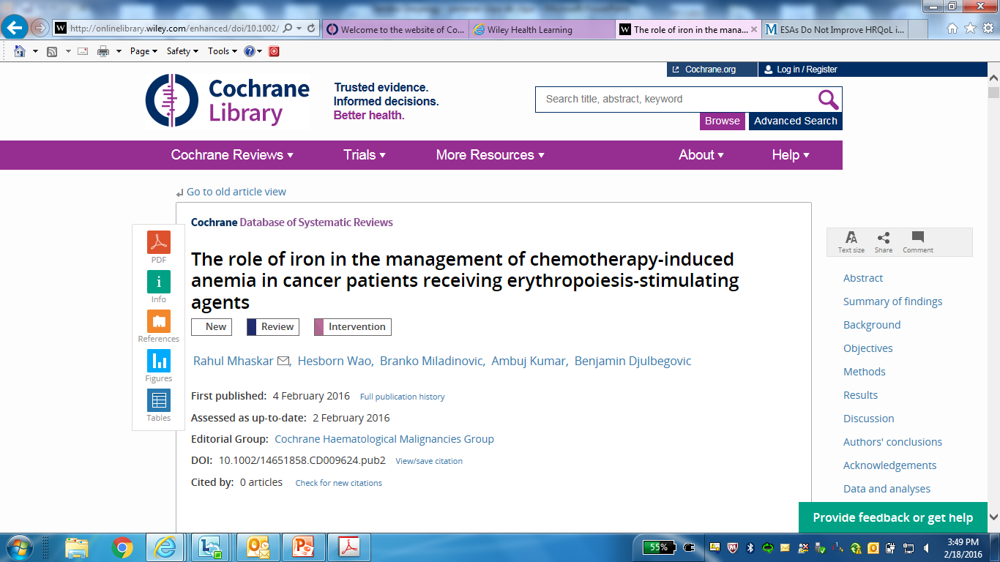 http://onlinelibrary.wiley.com/enhanced/doi/10.1002/
Welcome to the website of Co...
Wiley Health Learning
The role of iron in the mana...
ESAs Do Not Improve HRQoL i...
Page
Safety
Tools
Cochrane.org
Log in / Register
Cochrane
Library
Trusted evidence.
Informed decisions.
Better health.
Search title, abstract, keyword
Browse
Advanced Search
Cochrane Reviews
Trials
More Resources
About
Help
Go to old article view
Cochrane Database of Systematic Reviews
PDF
Info
References
Figures
Tables
The role of iron in the management of chemotherapy-induced
anemia in cancer patients receiving erythropoiesis-stimulating
agents
New
Review
Intervention
Rahul Mhaskar, Hesborn Wao, Branko Miladinovic, Ambuj Kumar, Benjamin Djulbegovic
First published: 4 February 2016 Full publication history
Assessed as up-to-date: 2 February 2016
Editorial Group: Cochrane Haematological Malignancies Group
DOI: 10.1002/14651858.CD009624.pub2 View/save citation
Cited by: 0 articles Check for new citations
Text size
Share
Comment
Abstract
Summary of findings
Background
Objectives
Methods
Results
Discussion
Authors' conclusions
Acknowledgements
Data and analyses
Provide feedback or get help
55%
3:49 PM
2/18/2016